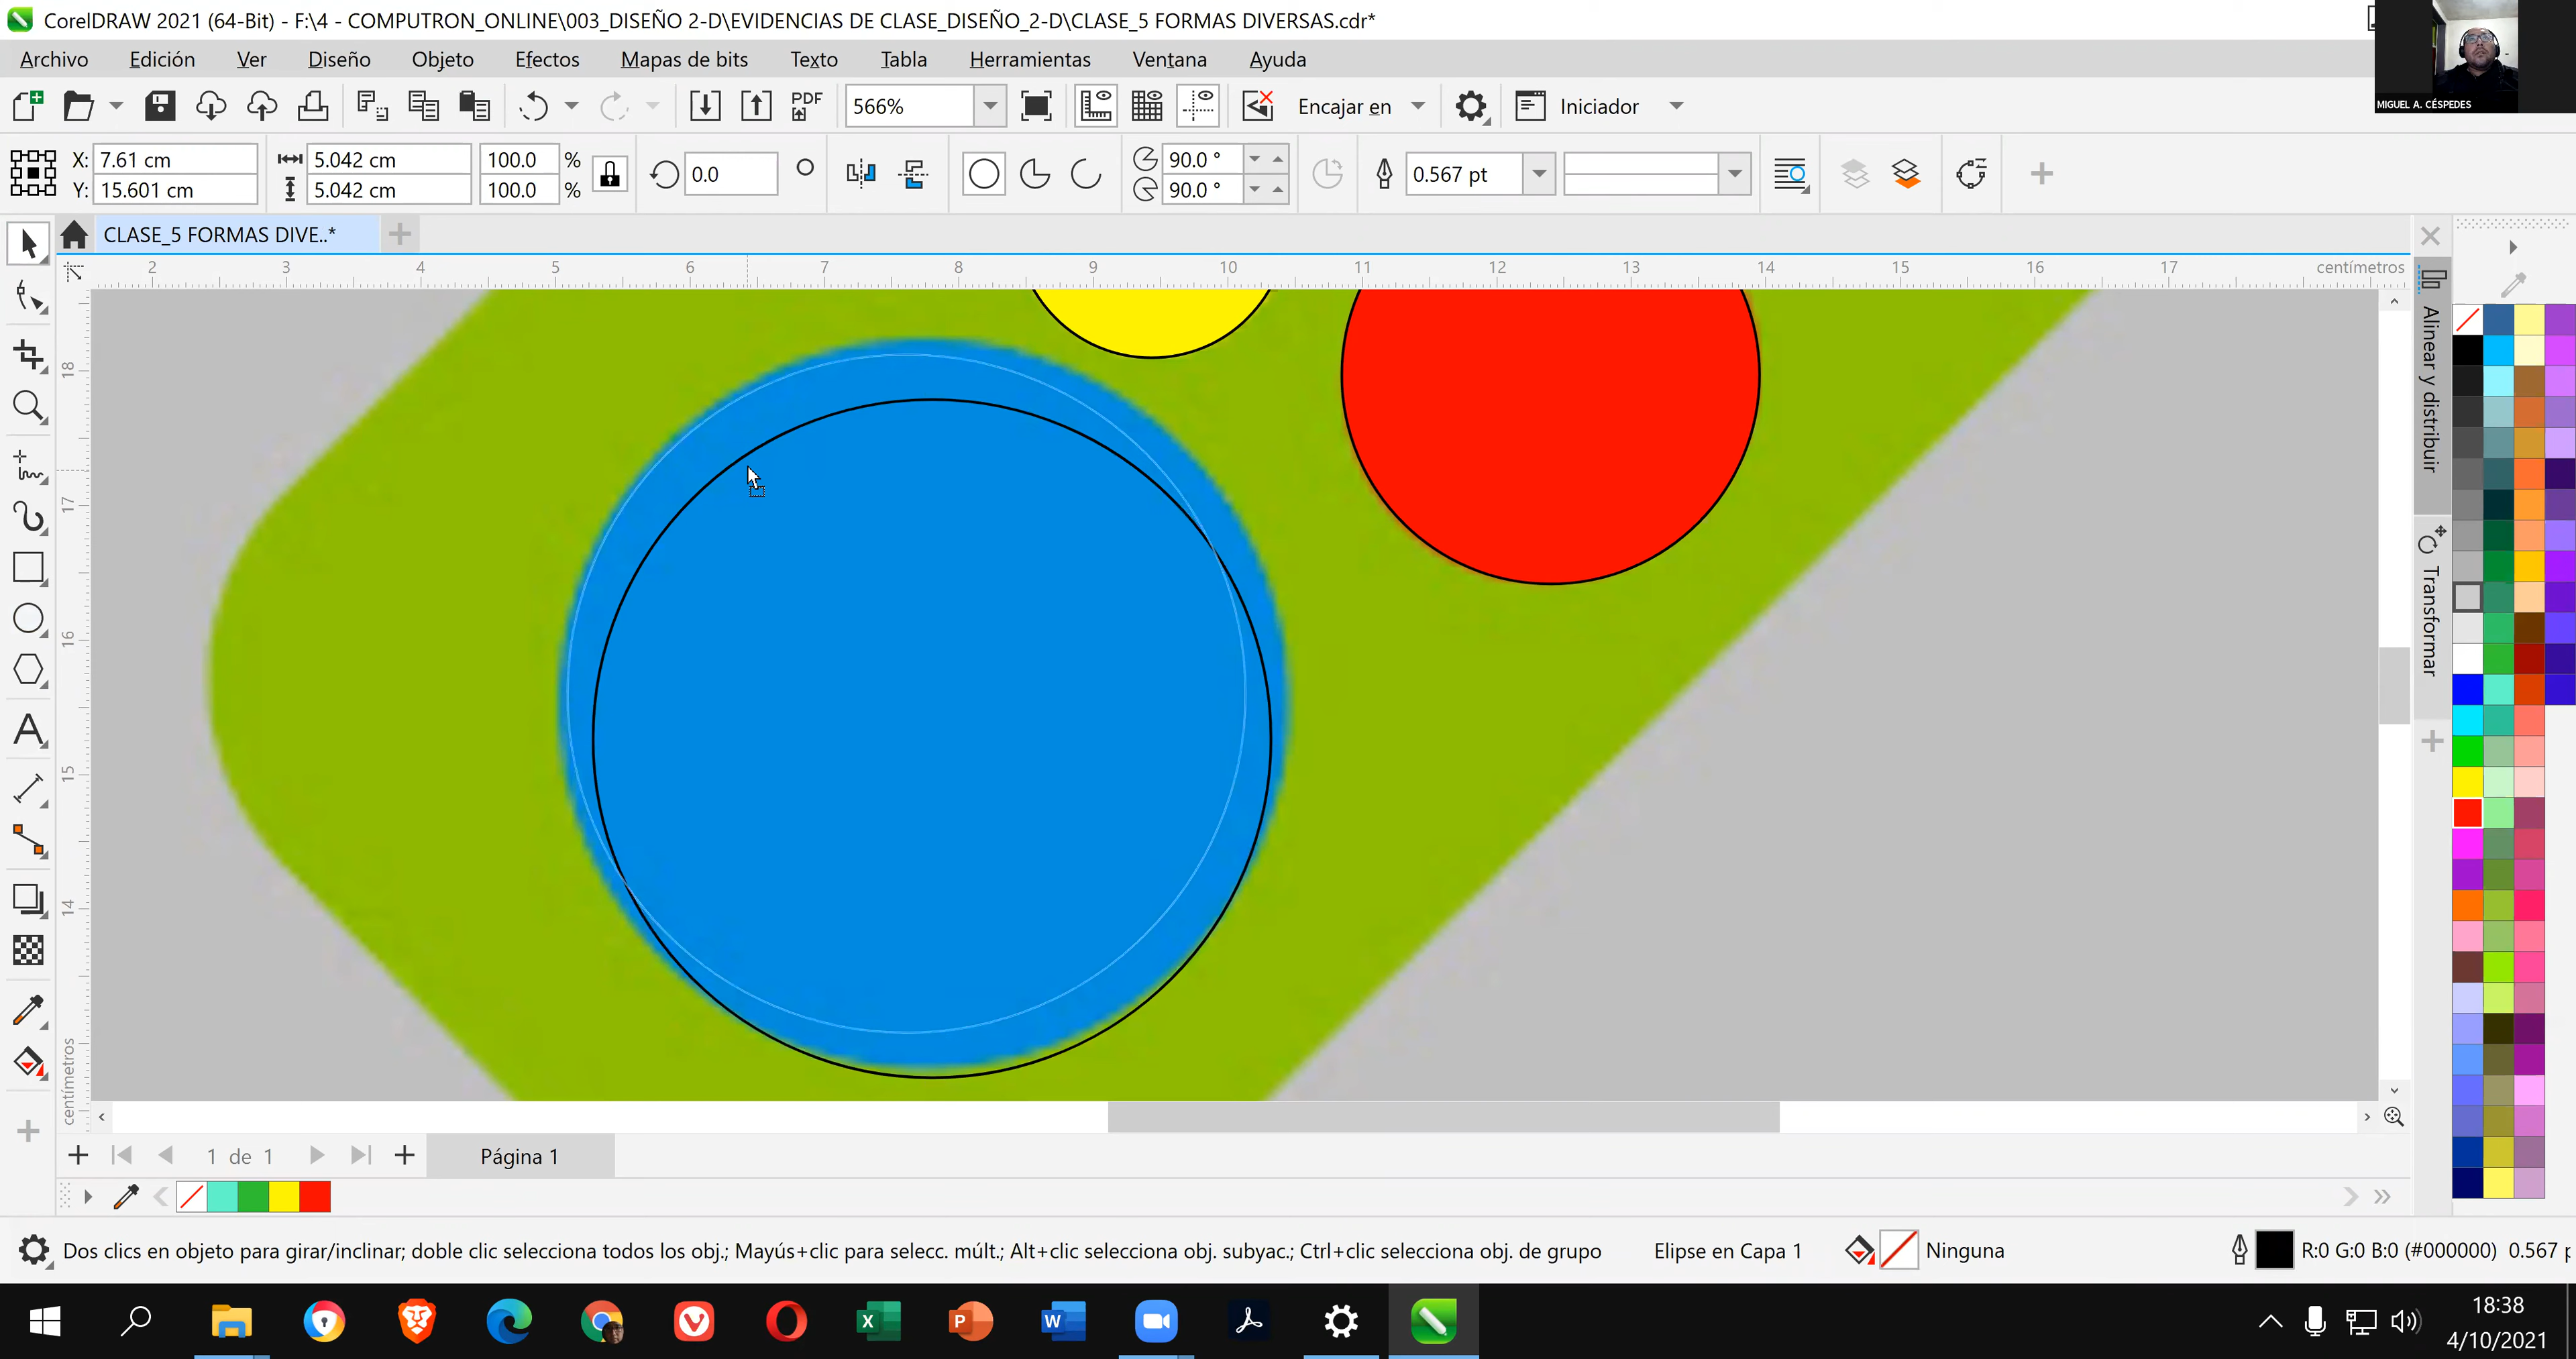 CorelDRAW 2021 (64-Bit) - F:\4 - COMPUTRON_ONLINE\003_DISEÑO 2-D\EVIDENCIAS DE CLASE_DISEÑO_2-D\CLASE_5 FORMAS DIVERSAS.cdr*
Archivo Edición Ver Diseño Objeto Efectos Mapas de bits Texto Tabla Herramientas Ventana Ayuda
MIGUEL A. CÉSPEDES
PDF 566% Encajar en Iniciador
X: 7.61 cm 5.042 cm 100.0 % 0.0 90.0 ° 0.567 pt
Y: 15.601 cm 5.042 cm 100.0 % 90.0 °
CLASE_5 FORMAS DIVE..*
2 3 4 5 6 7 8 9 10 11 12 13 14 15 16 17 centímetros
18
17
16
15
14
centímetros
Alinear y distribuir
Transformar
1 de 1 Página 1
Dos clics en objeto para girar/inclinar; doble clic selecciona todos los obj.; Mayús+clic para selecc. múlt.; Alt+clic selecciona obj. subyac.; Ctrl+clic selecciona obj. de grupo Elipse en Capa 1 Ninguna R:0 G:0 B:0 (#000000) 0.567
18:38
4/10/2021